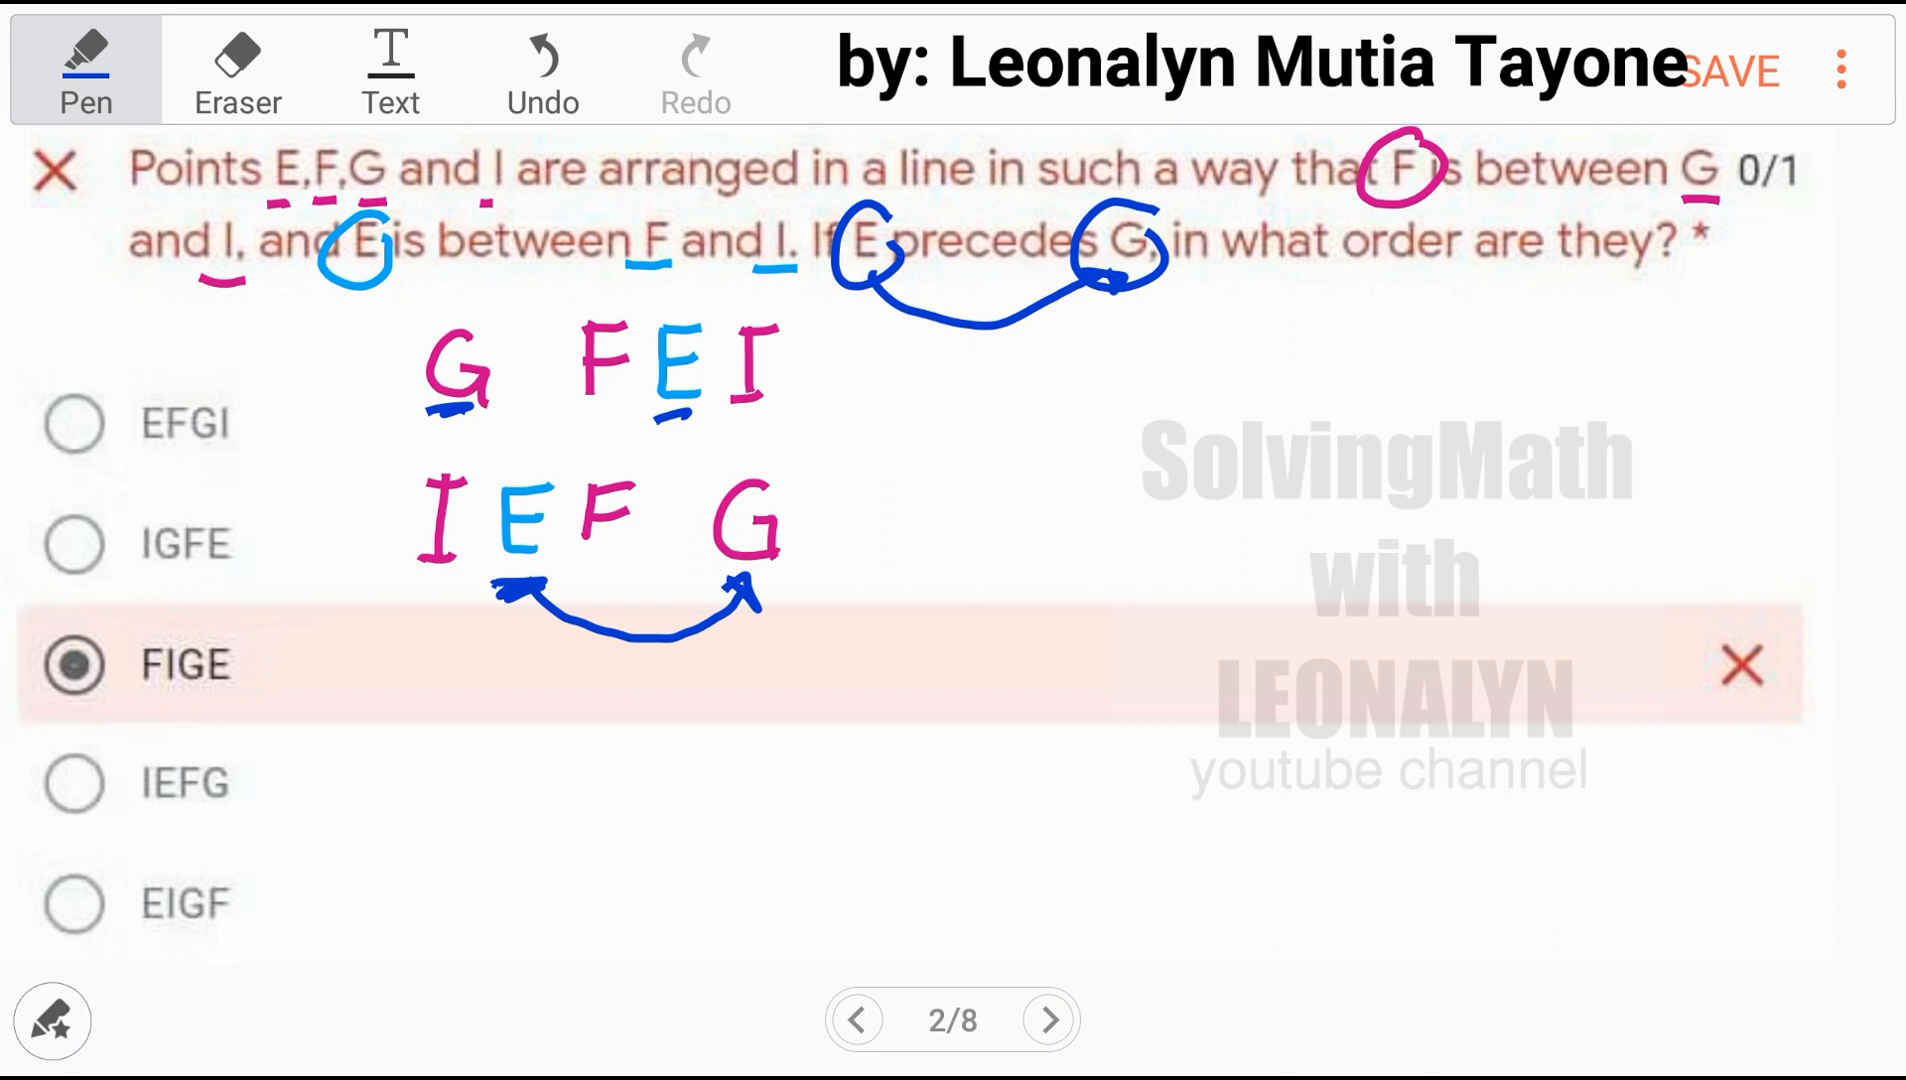 Pen
Eraser
Text
Undo
Redo
by: Leonalyn Mutia Tayone
SAVE
Points E,F,G and I are arranged in a line in such a way that F is between G 0/1
and I, and E is between F and I. If E precedes G, in what order are they? *
G F E I
EFGI
I E F G
IGFE
FIGE
IEFG
EIGF
SolvingMath
with
LEONALYN
youtube channel
2/8